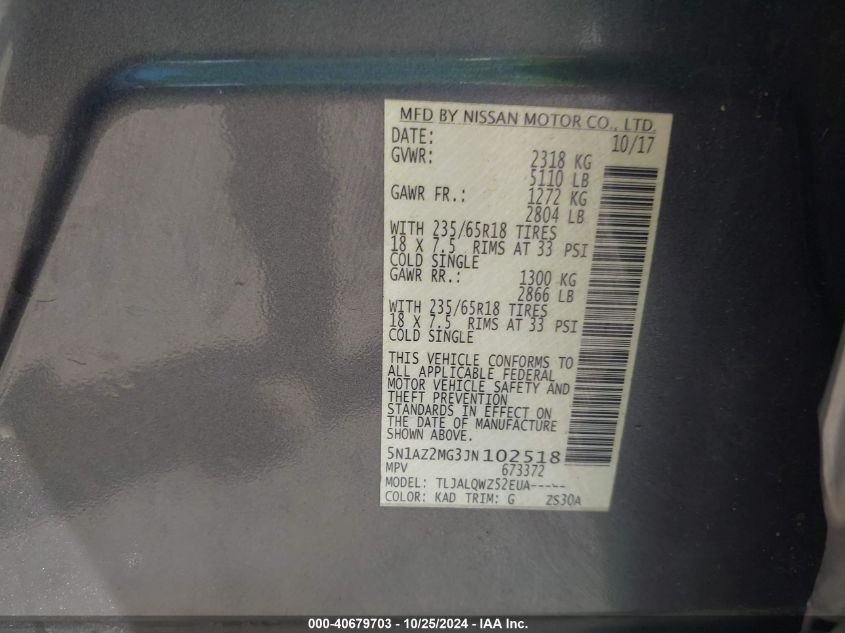 MFD BY NISSAN MOTOR CO., LTD.
DATE: 10/17
GVWR: 2318 KG
5110 LB
GAWR FR.: 1272 KG
2804 LB
WITH 235/65R18 TIRES
18 X 7.5 RIMS AT 33 PSI
COLD SINGLE
GAWR RR.: 1300 KG
2866 LB
WITH 235/65R18 TIRES
18 X 7.5 RIMS AT 33 PSI
COLD SINGLE
THIS VEHICLE CONFORMS TO
ALL APPLICABLE FEDERAL
MOTOR VEHICLE SAFETY AND
THEFT PREVENTION
STANDARDS IN EFFECT ON
THE DATE OF MANUFACTURE
SHOWN ABOVE.
5N1AZ2MG3JN102518
MPV 673372
MODEL: TLJALQWZ52EUA-----
COLOR: KAD TRIM: G ZS30A
000-40679703 - 10/25/2024 - IAA Inc.